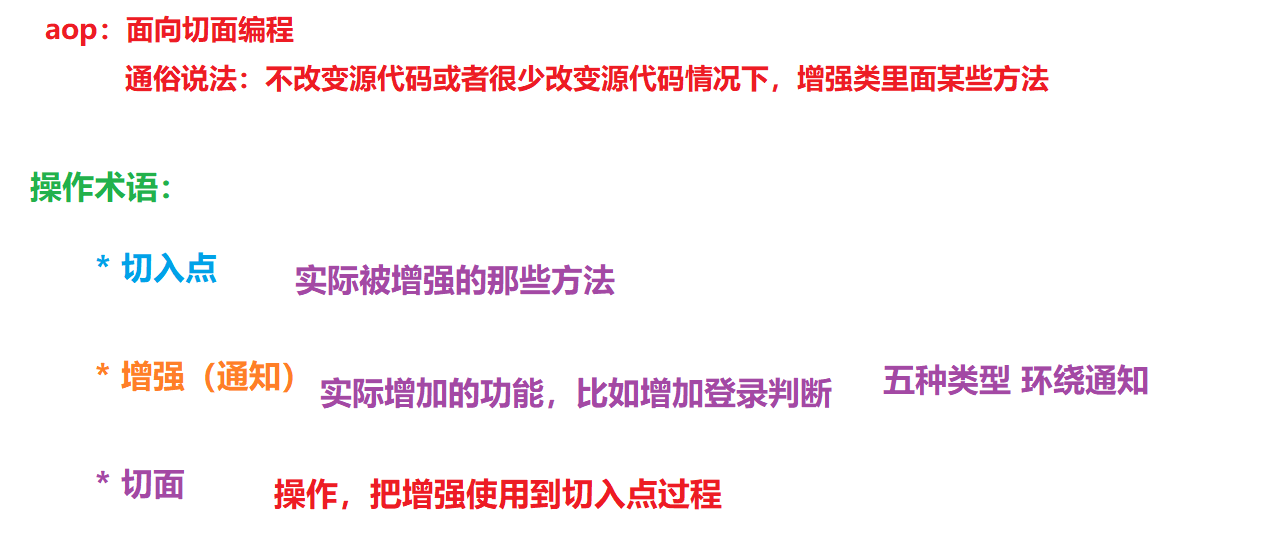 aop：面向切面编程
通俗说法：不改变源代码或者很少改变源代码情况下，增强类里面某些方法
操作术语：
* 切入点 实际被增强的那些方法
* 增强（通知） 实际增加的功能，比如增加登录判断 五种类型 环绕通知
* 切面 操作，把增强使用到切入点过程